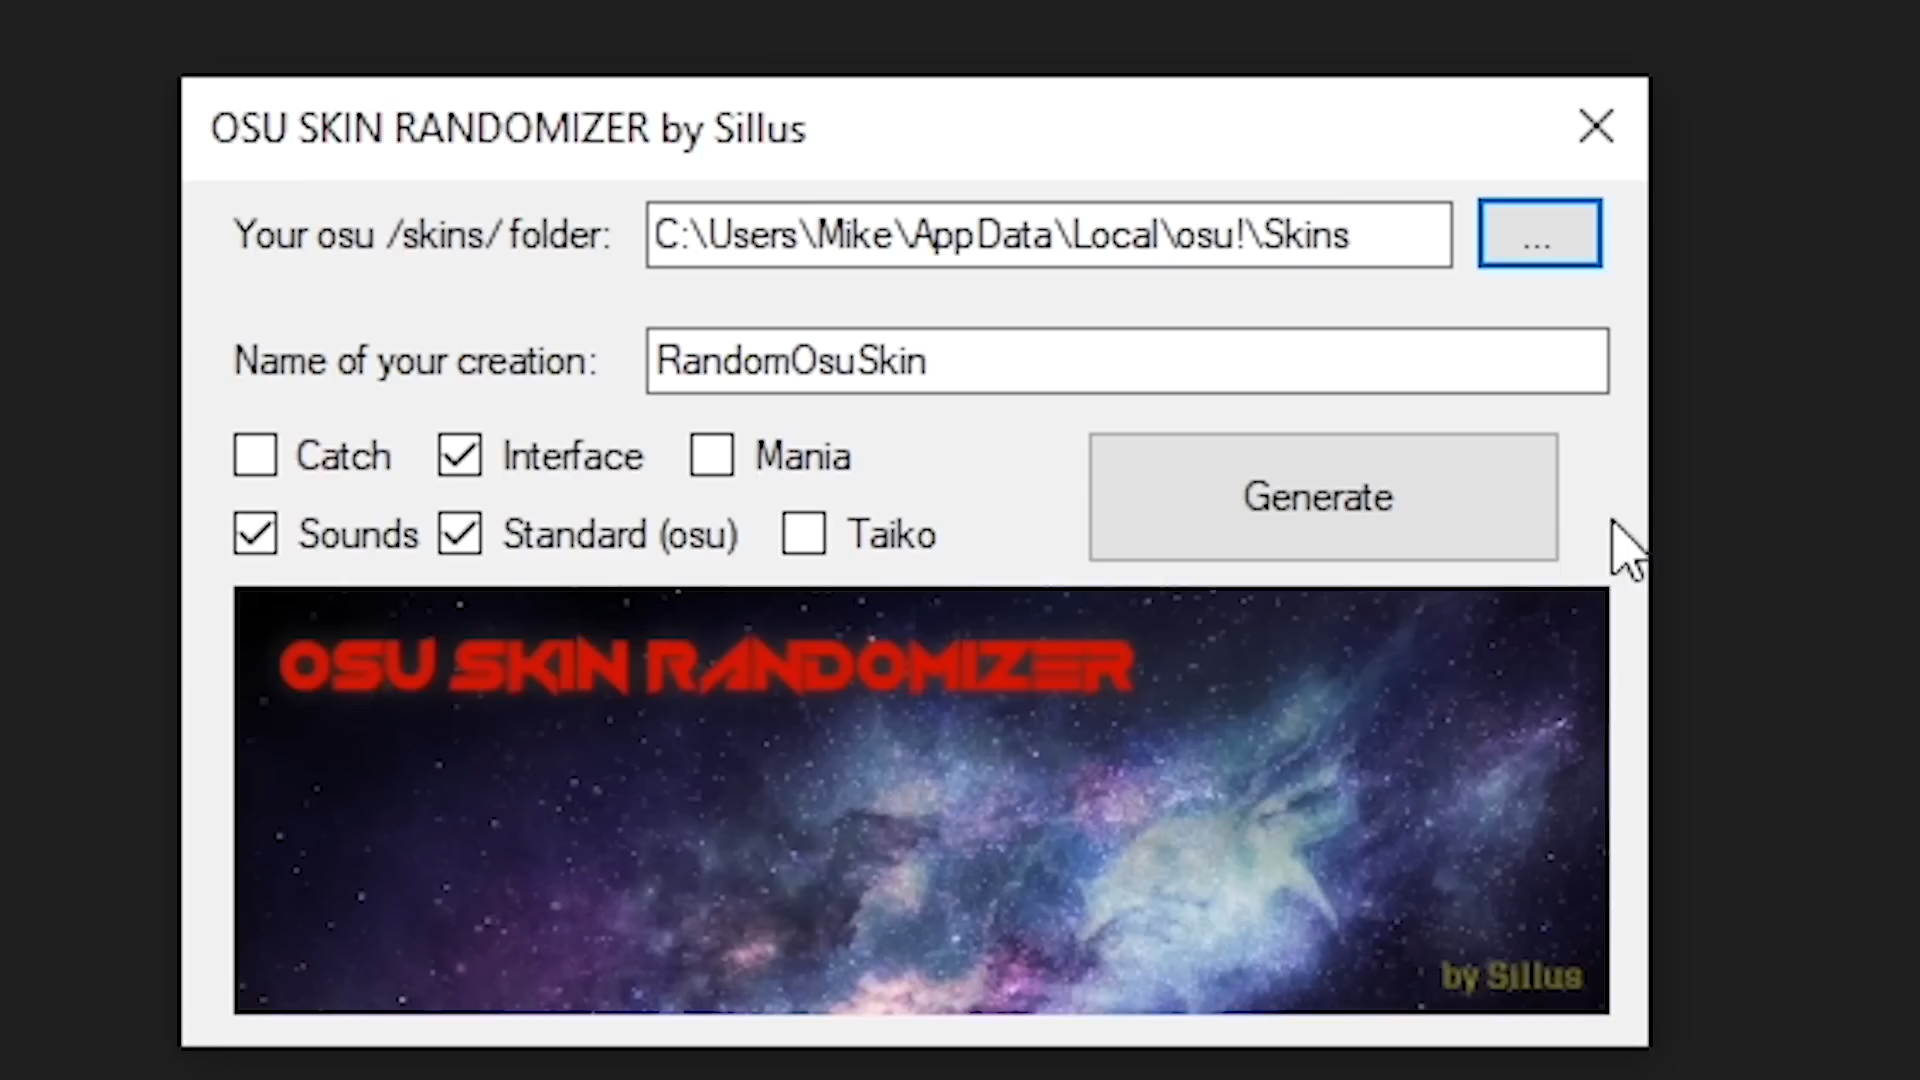 OSU SKIN RANDOMIZER by Sillus
Your osu /skins/ folder: C:\Users\Mike\AppData\Local\osu!\Skins ...
Name of your creation: RandomOsuSkin
Catch Interface Mania
Generate
Sounds Standard (osu) Taiko
OSU SKIN RANDOMIZER
by Sillus